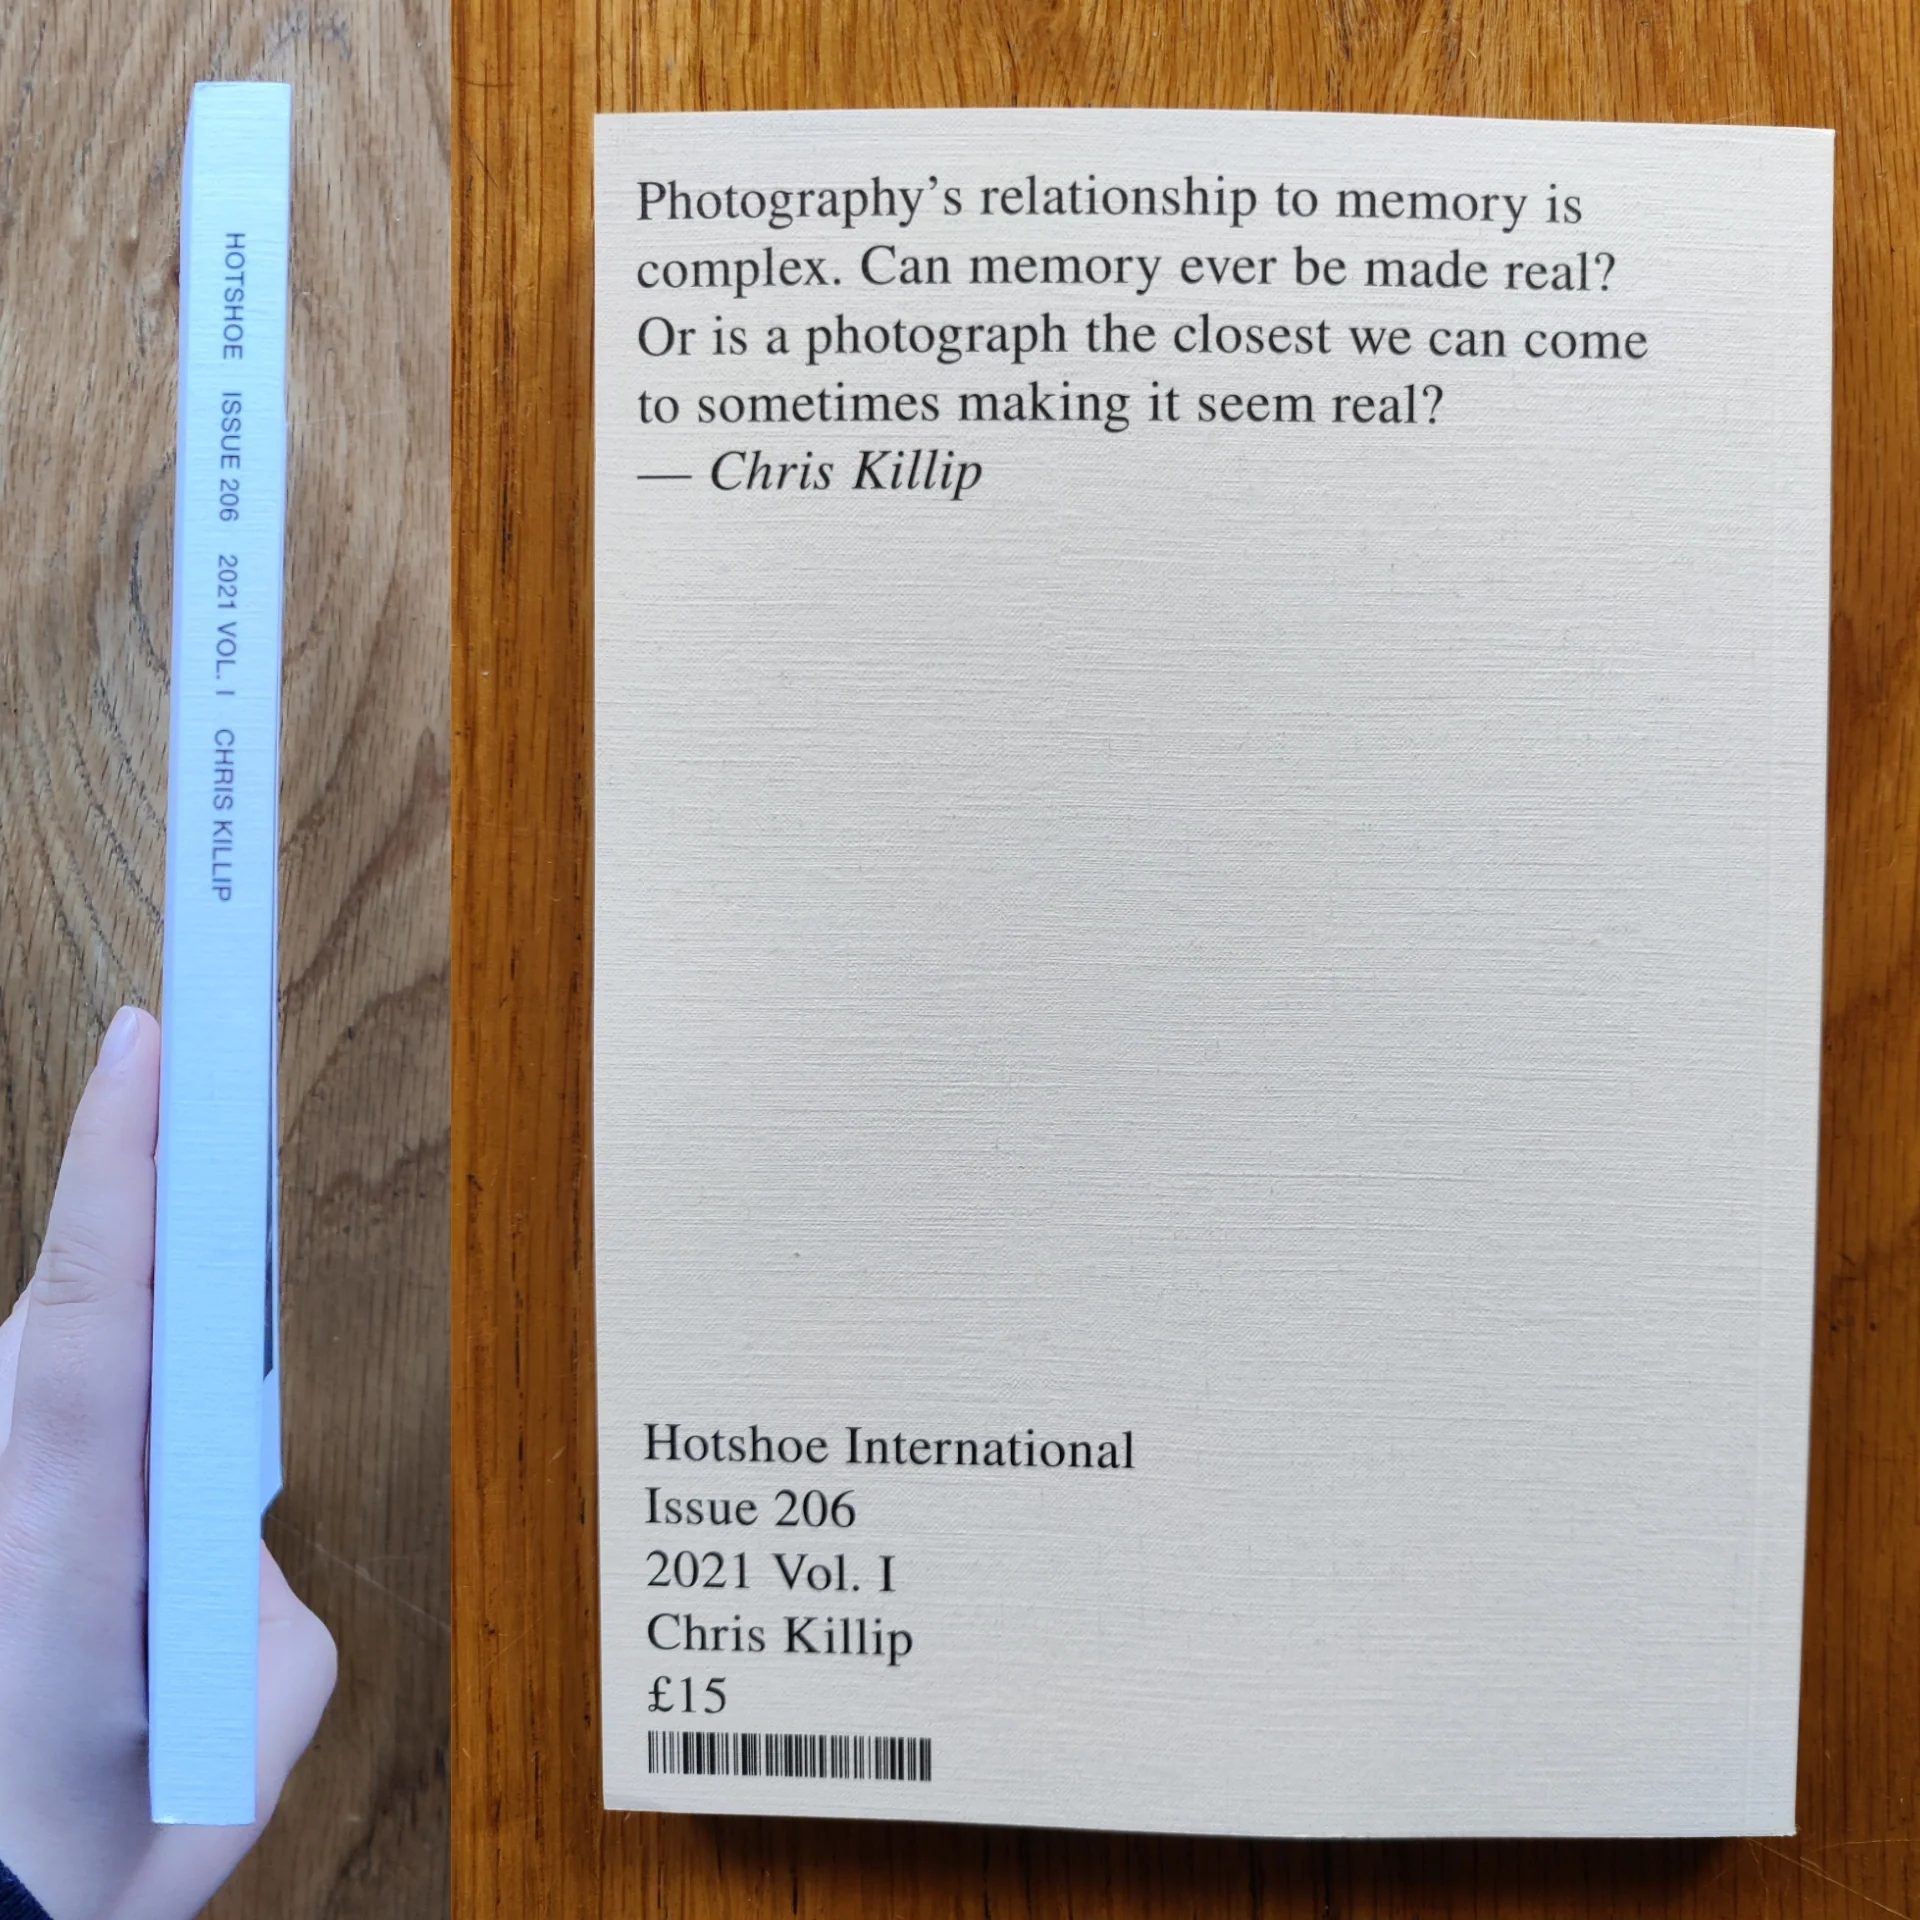 HOTSHOE ISSUE 206 2021 VOL. I CHRIS KILLIP
Photography’s relationship to memory is
complex. Can memory ever be made real?
Or is a photograph the closest we can come
to sometimes making it seem real?
— Chris Killip
Hotshoe International
Issue 206
2021 Vol. I
Chris Killip
£15